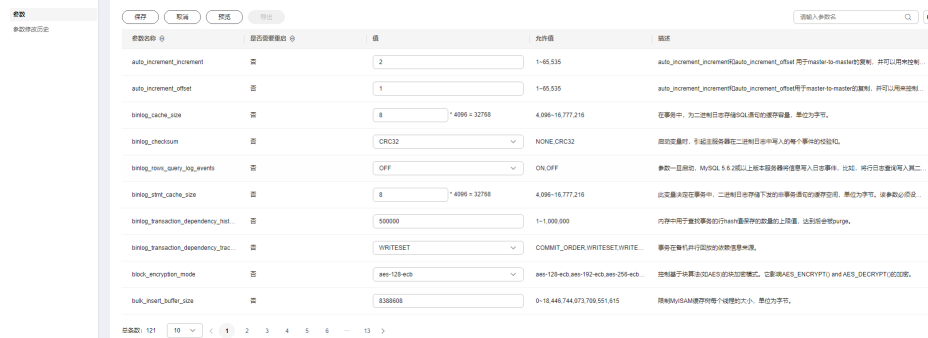 参数
参数修改历史
保存 取消 预览 导出 请输入参数名
参数名称 是否需要重启 值 允许值 描述
auto_increment_increment 否 2 1~65,535 auto_increment_increment和auto_increment_offset 用于master-to-master的复制，并可以用来控制...
auto_increment_offset 否 1 1~65,535 auto_increment_increment和auto_increment_offset用于master-to-master的复制，并可以用来控制...
binlog_cache_size 否 8 * 4096 = 32768 4,096~16,777,216 在事务中，为二进制日志存储SQL语句的缓存容量，单位为字节。
binlog_checksum 否 CRC32 NONE,CRC32 启动变量时，引起主服务器在二进制日志中写入的每个事件的校验和。
binlog_rows_query_log_events 否 OFF ON,OFF 参数一旦启动，MySQL 5.6.2或以上版本服务器将信息写入日志事件，比如，将行日志查询写入其二...
binlog_stmt_cache_size 否 8 * 4096 = 32768 4,096~16,777,216 此变量决定在事务中，二进制日志存储下发的非事务语句的缓存空间，单位为字节。该参数必须设...
binlog_transaction_dependency_hist... 否 500000 1~1,000,000 内存中用于查找事务的行hash值保存的数量的上限值，达到后会被purge。
binlog_transaction_dependency_trac... 否 WRITESET COMMIT_ORDER,WRITESET,WRITE... 事务在备机并行回放的依赖信息来源。
block_encryption_mode 否 aes-128-ecb aes-128-ecb,aes-192-ecb,aes-256-ecb... 控制基于块算法(如AES)的块加密模式。它影响AES_ENCRYPT() and AES_DECRYPT()的加密。
bulk_insert_buffer_size 否 8388608 0~18,446,744,073,709,551,615 限制MyISAM缓存树每个线程的大小，单位为字节。
总条数：121 10 < 1 2 3 4 5 6 ... 13 >